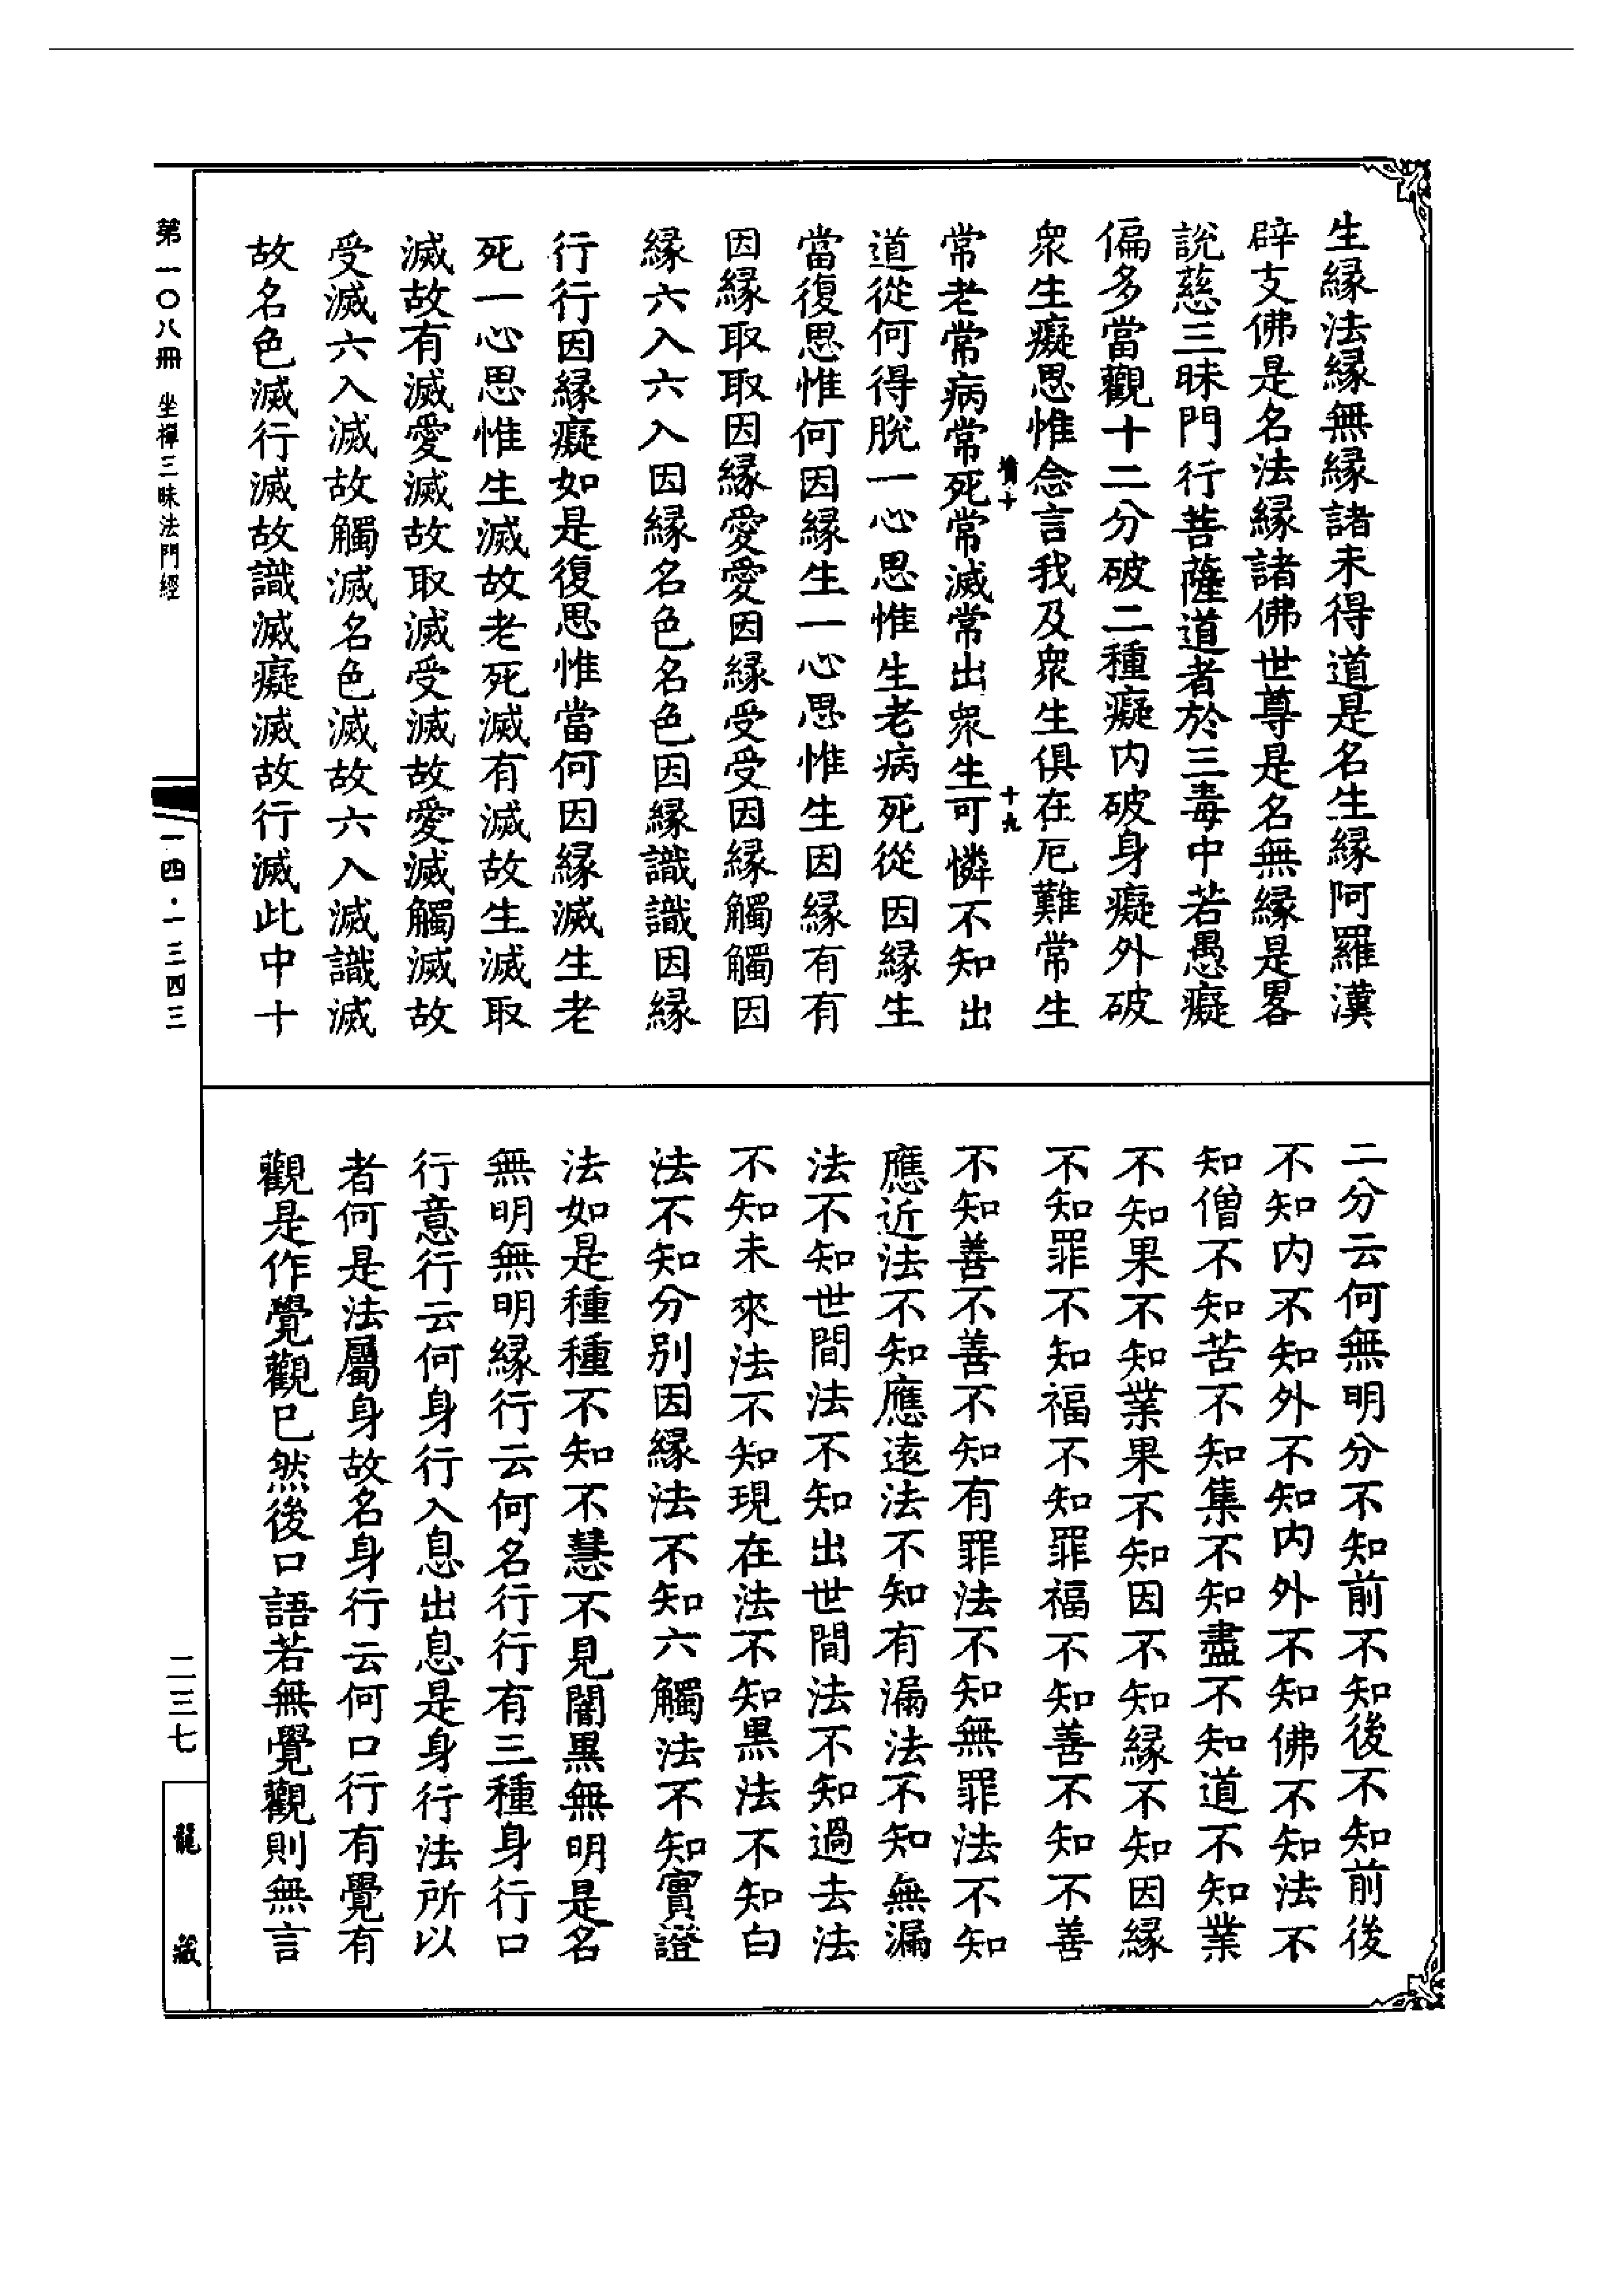 生緣法緣無緣諸未得道是名生緣阿羅漢
辟支佛是名法緣諸佛世尊是名無緣是畧
說慈三昧門行菩薩道者於三毒中若愚癡
偏多當觀十二分破二種癡内破身癡外破
衆生癡思惟念言我及衆生俱在厄難常生
常老常病常死常滅常出衆生可憐不知出
道從何得脫一心思惟生老病死從因緣生
當復思惟何因緣生一心思惟生因緣有有
因緣取取因緣愛愛因緣受受因緣觸觸因
緣六入六入因緣名色名色因緣識識因緣
行行因緣癡如是復思惟當何因緣滅生老
死一心思惟生滅故老死滅有滅故生滅取
滅故有滅愛滅故取滅受滅故愛滅觸滅故
受滅六入滅故觸滅名色滅故六入滅識滅
故名色滅行滅故識滅癡滅故行滅此中十
十九
二分云何無明分不知前不知後不知前後
不知内不知外不知内外不知佛不知法不
知僧不知苦不知集不知盡不知道不知業
不知果不知業果不知因不知緣不知因緣
不知罪不知福不知罪福不知善不知不善
不知善不善不知有罪法不知無罪法不知
應近法不知應遠法不知有漏法不知無漏
法不知世間法不知出世間法不知過去法
不知未來法不知現在法不知黑法不知白
法不知分別因緣法不知六觸法不知實證
法如是種種不知不慧不見闇黑無明是名
無明無明緣行云何名行行有三種身行口
行意行云何身行入息出息是身行法所以
者何是法屬身故名身行云何口行有覺有
觀是作覺觀已然後口語若無覺觀則無言
第一〇八冊 坐禪三昧法門經
一四·一三四三
二三七
龍藏